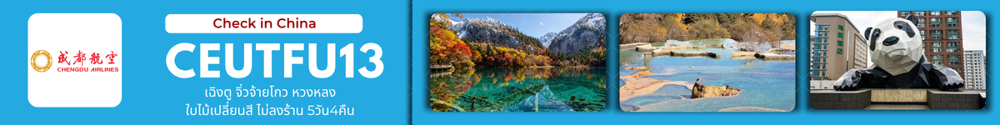 成都航空
CHENGDU AIRLINES
Check in China
CEUTFU13
เฉิงตู จิ่วจ้ายโกว หวงหลง
ใบไม้เปลี่ยนสี ไม่ลงร้าน 5วัน4คืน